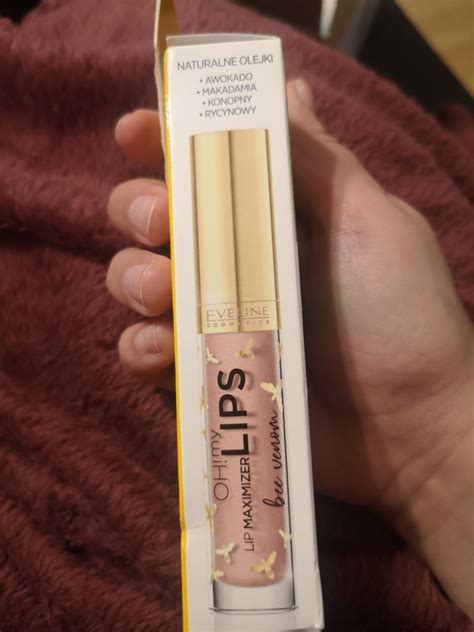 NATURALNE OLEJKI
• AWOKADO
• MAKADAMIA
• KONOPNY
• RYCYNOWY
EVELINE
COSMETICS
OH! my
LIPS
LIP MAXIMIZER
bee venom